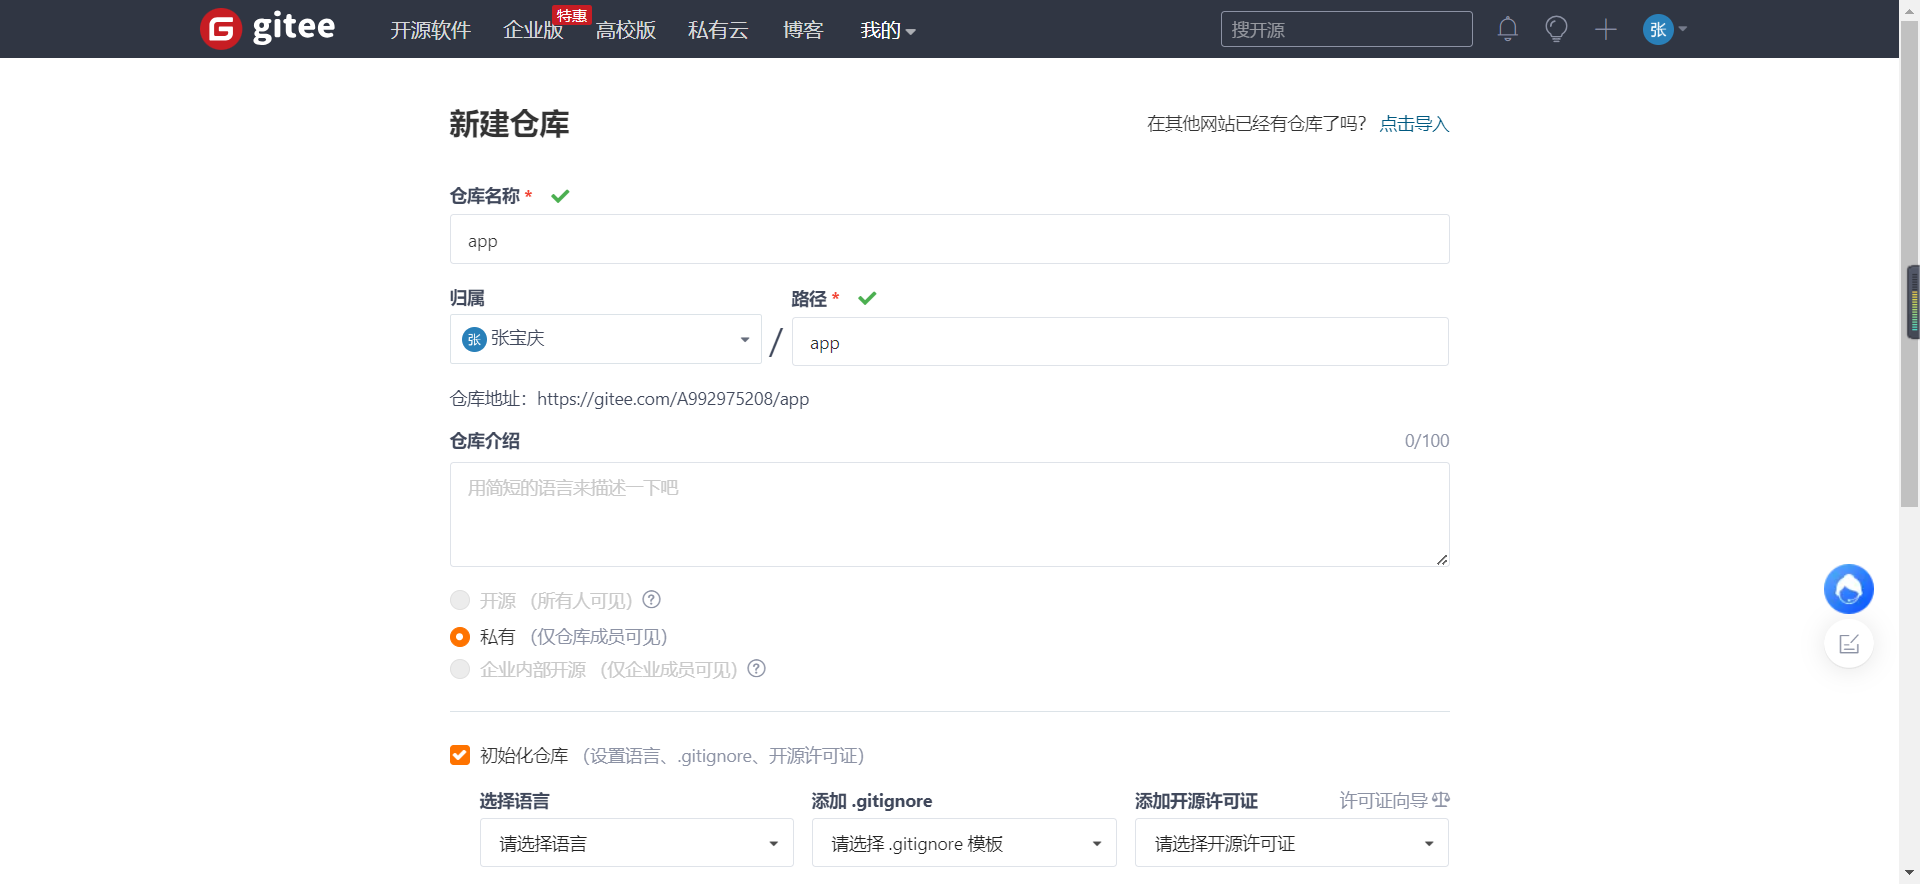 gitee 开源软件 企业版 特惠 高校版 私有云 博客 我的 搜开源 张
新建仓库
在其他网站已经有仓库了吗？ 点击导入
仓库名称 *
app
归属
路径 *
张 张宝庆 / app
仓库地址：https://gitee.com/A992975208/app
仓库介绍 0/100
用简短的语言来描述一下吧
开源 （所有人可见） ?
私有 （仅仓库成员可见）
企业内部开源 （仅企业成员可见） ?
初始化仓库 （设置语言、.gitignore、开源许可证）
选择语言 添加 .gitignore 添加开源许可证 许可证向导
请选择语言 请选择 .gitignore 模板 请选择开源许可证